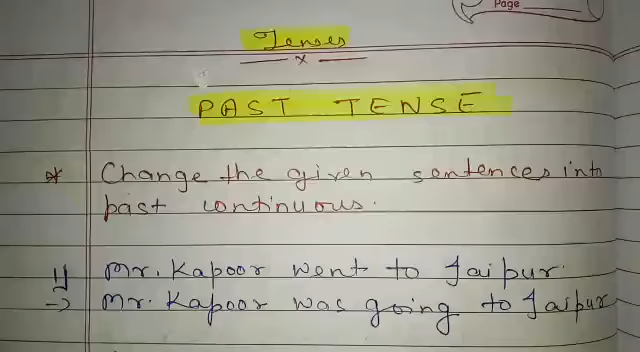 Page
Tenses
x
PAST TENSE
* Change the given sentences into
past continuous.
1) Mr. Kapoor went to Jaipur.
→ Mr. Kapoor was going to Jaipur